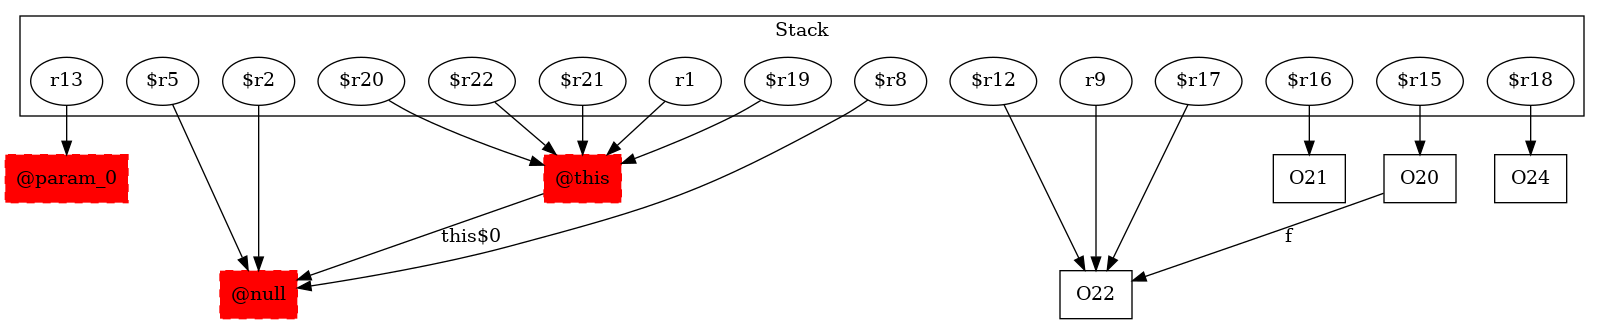 Stack
r13
$r5
$r2
$r20
$r22
$r21
r1
$r19
$r8
$r12
r9
$r17
$r16
$r15
$r18
@param_0
@this
O21
O20
O24
this$0
f
@null
O22